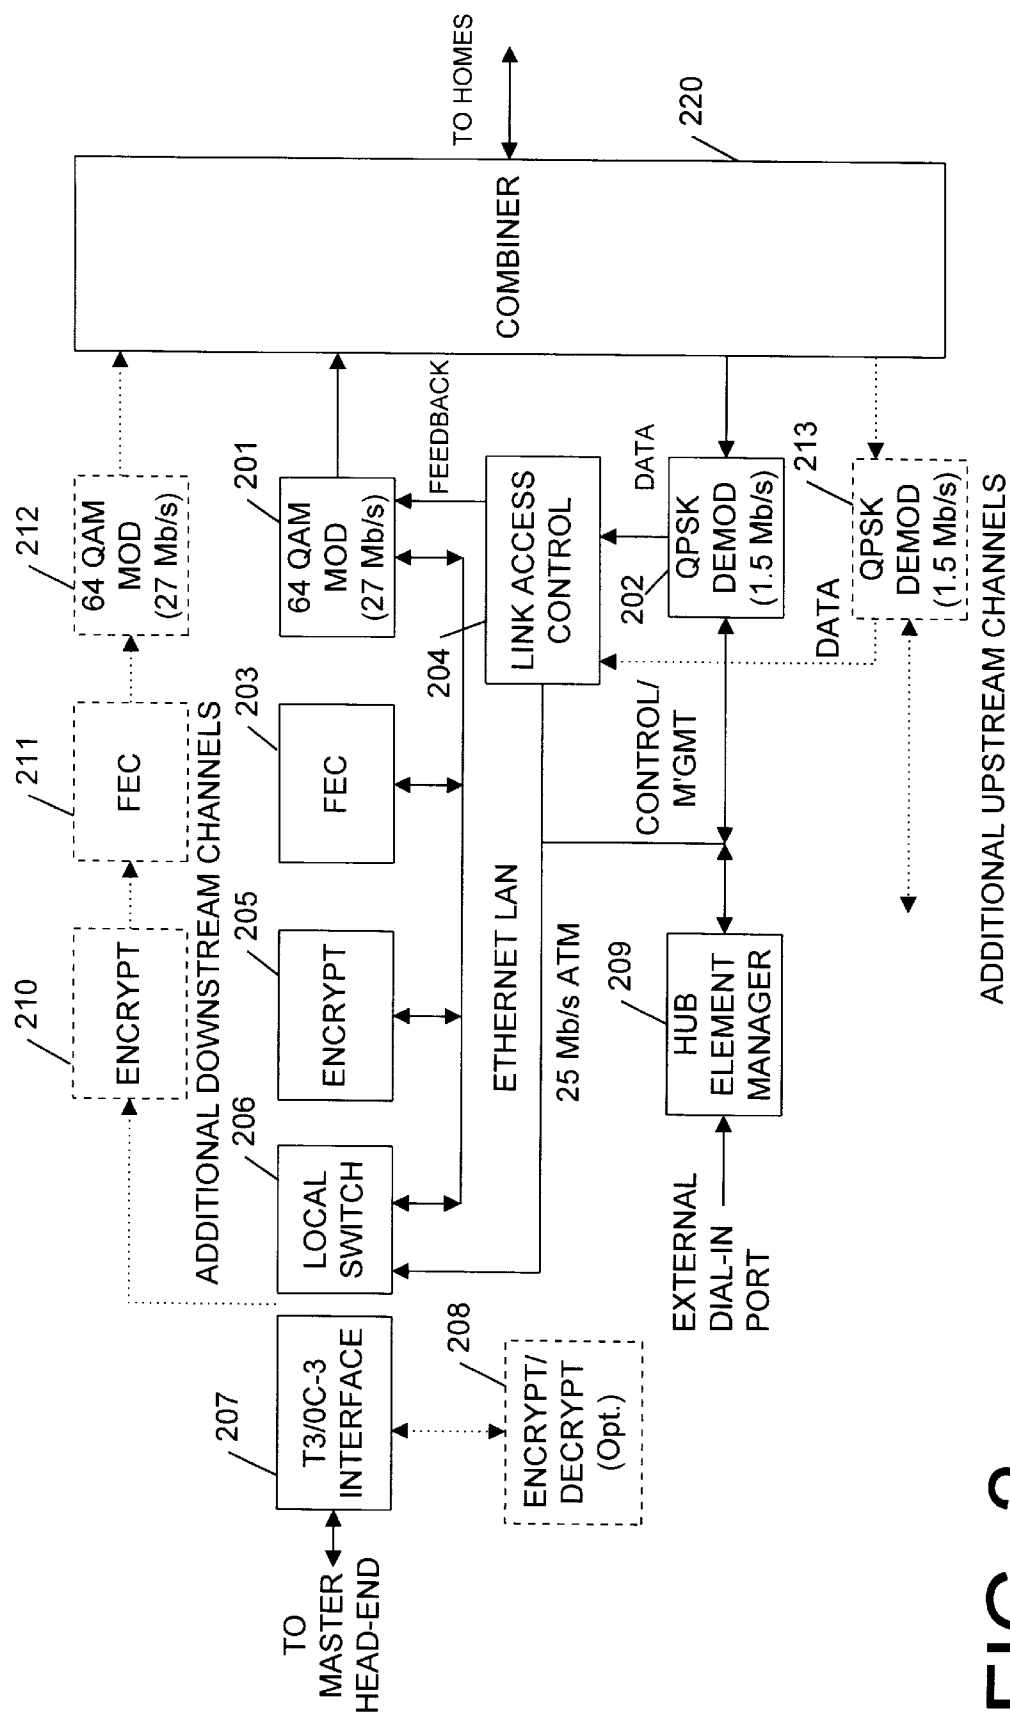 210
ENCRYPT
211
FEC
212
64 QAM
MOD
(27 Mb/s)
ADDITIONAL DOWNSTREAM CHANNELS
207
T3/0C-3
INTERFACE
TO
MASTER
HEAD-END
206
LOCAL
SWITCH
205
ENCRYPT
203
FEC
201
64 QAM
MOD
(27 Mb/s)
FEEDBACK
COMBINER
220
TO HOMES
208
ENCRYPT/
DECRYPT
(Opt.)
ETHERNET LAN
25 Mb/s ATM
204
LINK ACCESS
CONTROL
DATA
EXTERNAL
DIAL-IN
PORT
209
HUB
ELEMENT
MANAGER
CONTROL/
M'GMT
202
QPSK
DEMOD
(1.5 Mb/s)
DATA
213
QPSK
DEMOD
(1.5 Mb/s)
ADDITIONAL UPSTREAM CHANNELS
FIG. 2